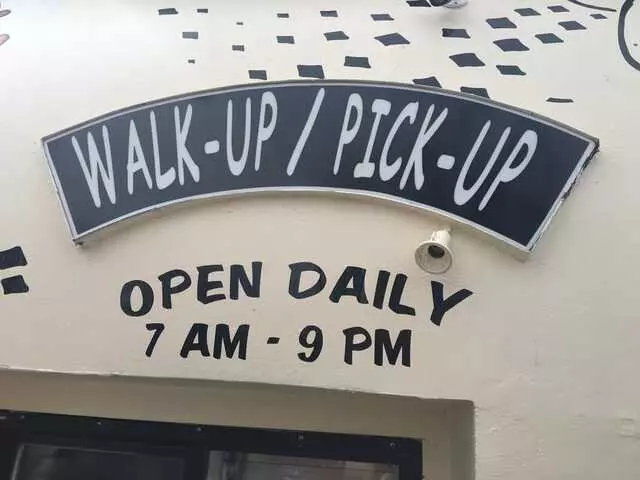 WALK-UP / PICK-UP
OPEN DAILY
7 AM - 9 PM